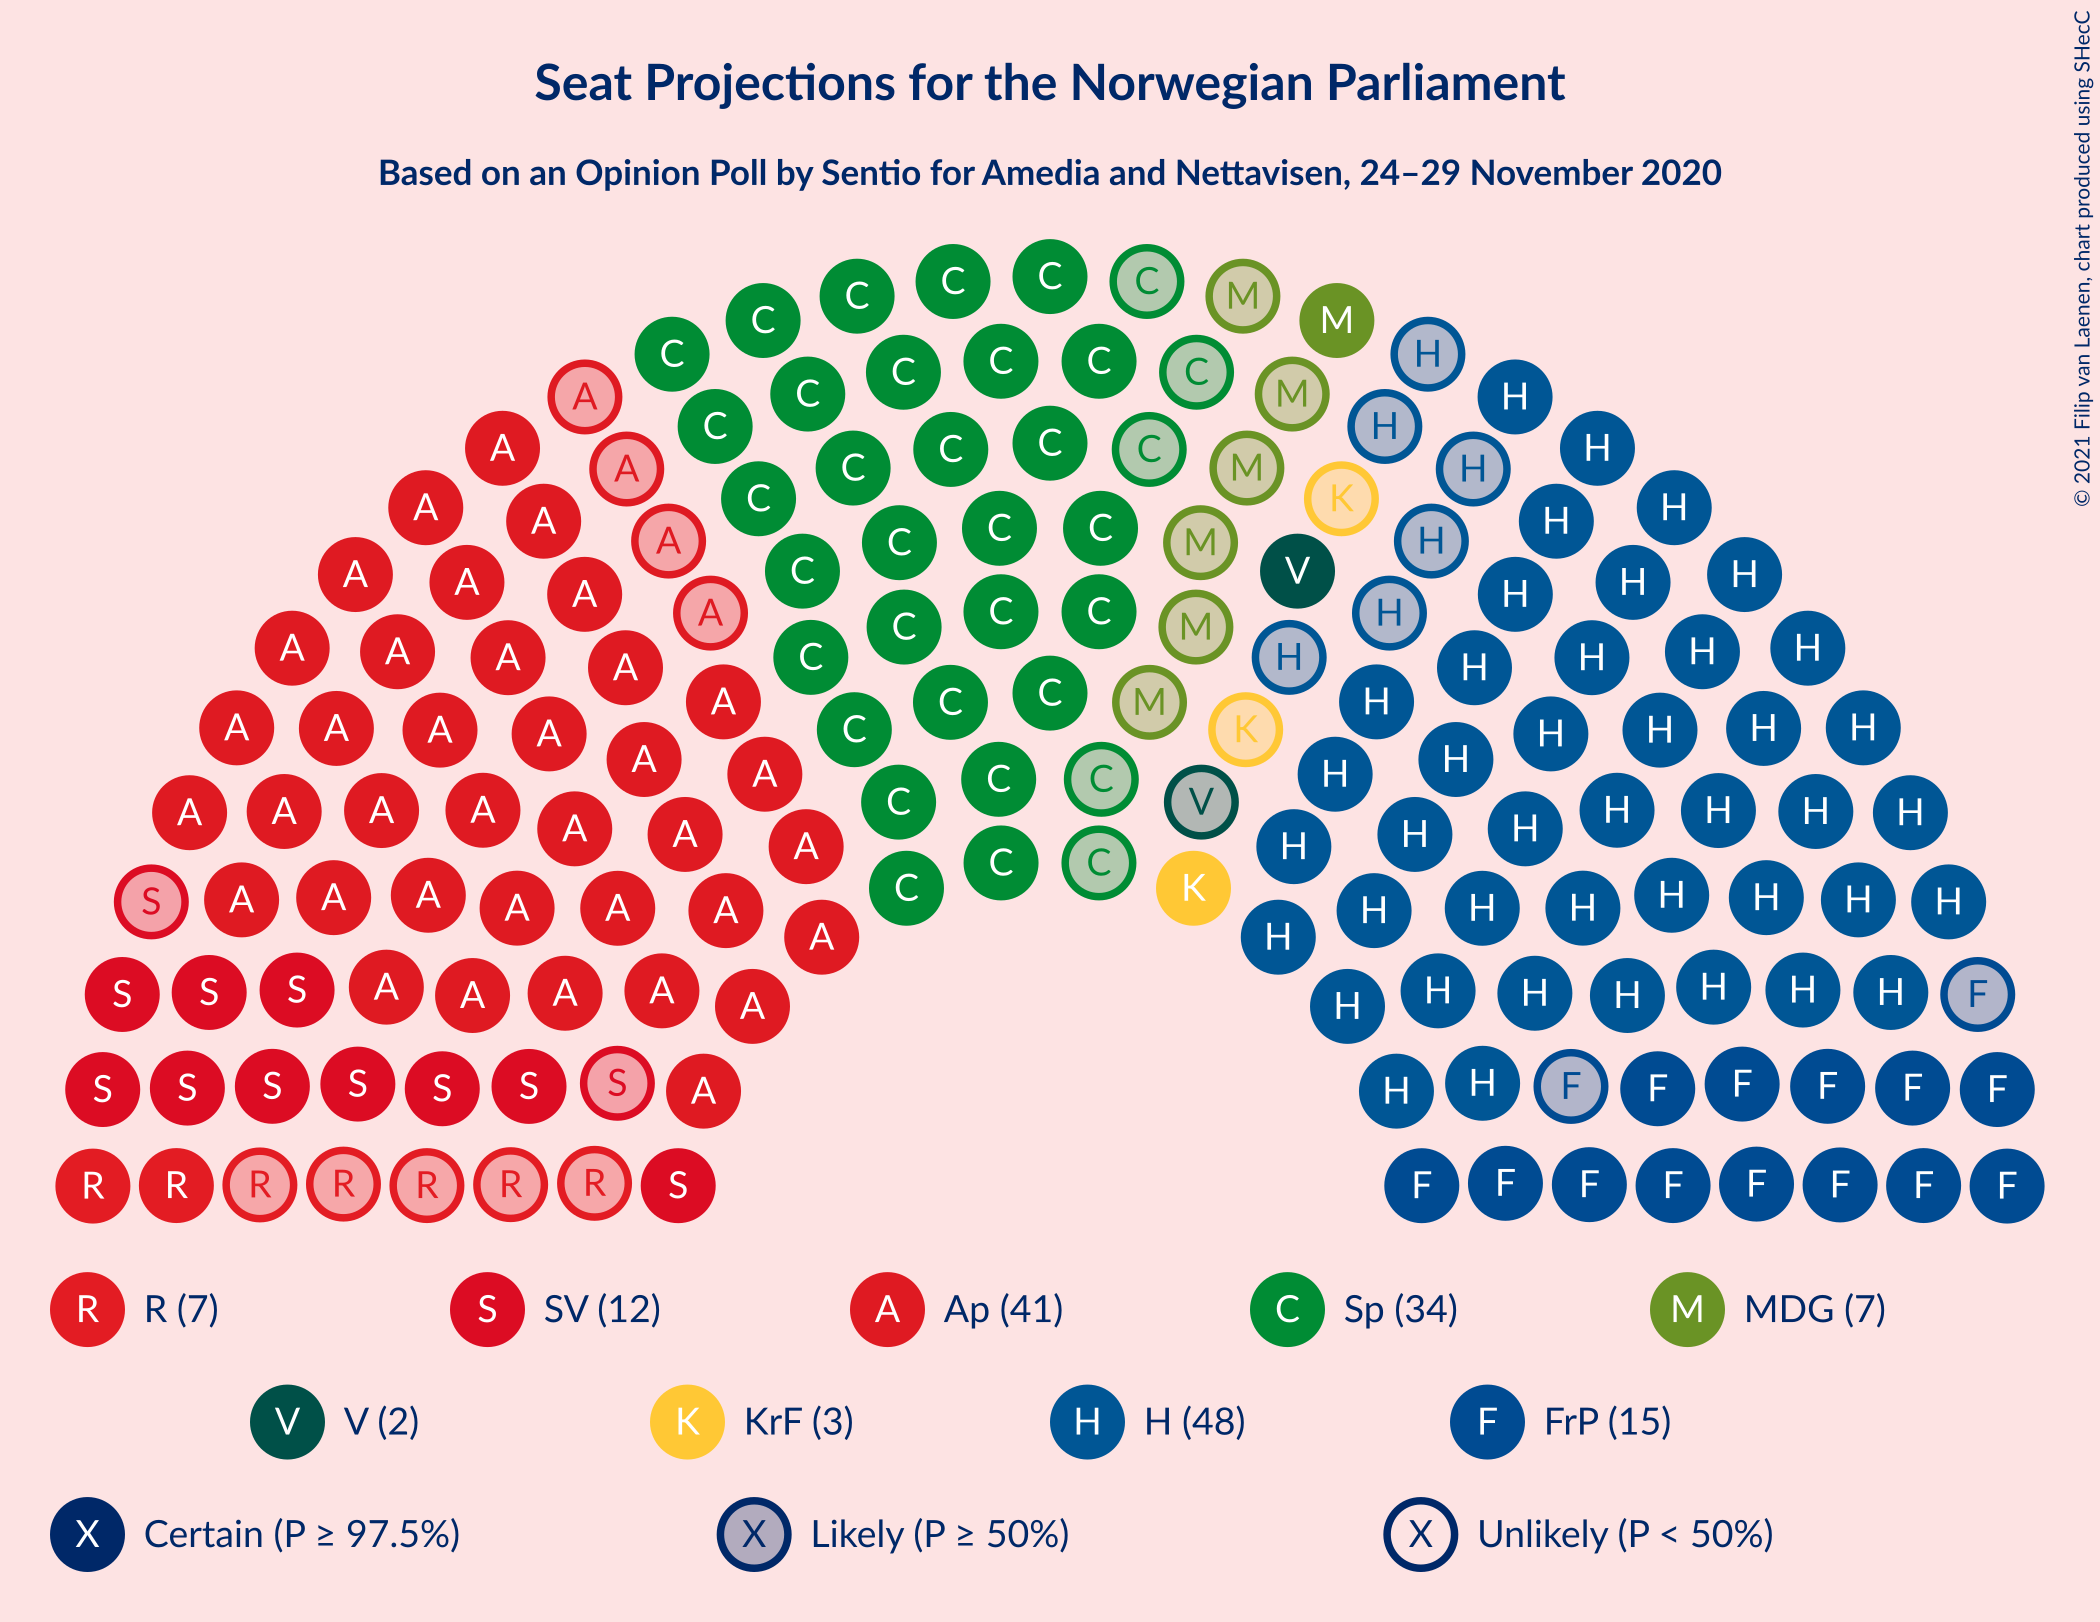 Seat Projections for the Norwegian Parliament
Based on an Opinion Poll by Sentio for Amedia and Nettavisen, 24–29 November 2020
© 2021 Filip van Laenen, chart produced using SHecC
C C C C M M
C C H
A C C C C C M H
A C C H H
A A C C C C M K H H
A A C C C M V H H H
A A A C C C M H H H H
A A A A C C C M K H H H H
A A A A A C C C V H H H H H
A A A A A A C C C K H H H H H H
S A A A A A A A H H H H H H H H
S S S A A A A A H H H H H H H F
S S S S S S S A H H F F F F F F
R R R R R R R S F F F F F F F F
R R (7) S SV (12) A Ap (41) C Sp (34) M MDG (7)
V V (2) K KrF (3) H H (48) F FrP (15)
X Certain (P ≥ 97.5%) X Likely (P ≥ 50%) X Unlikely (P < 50%)